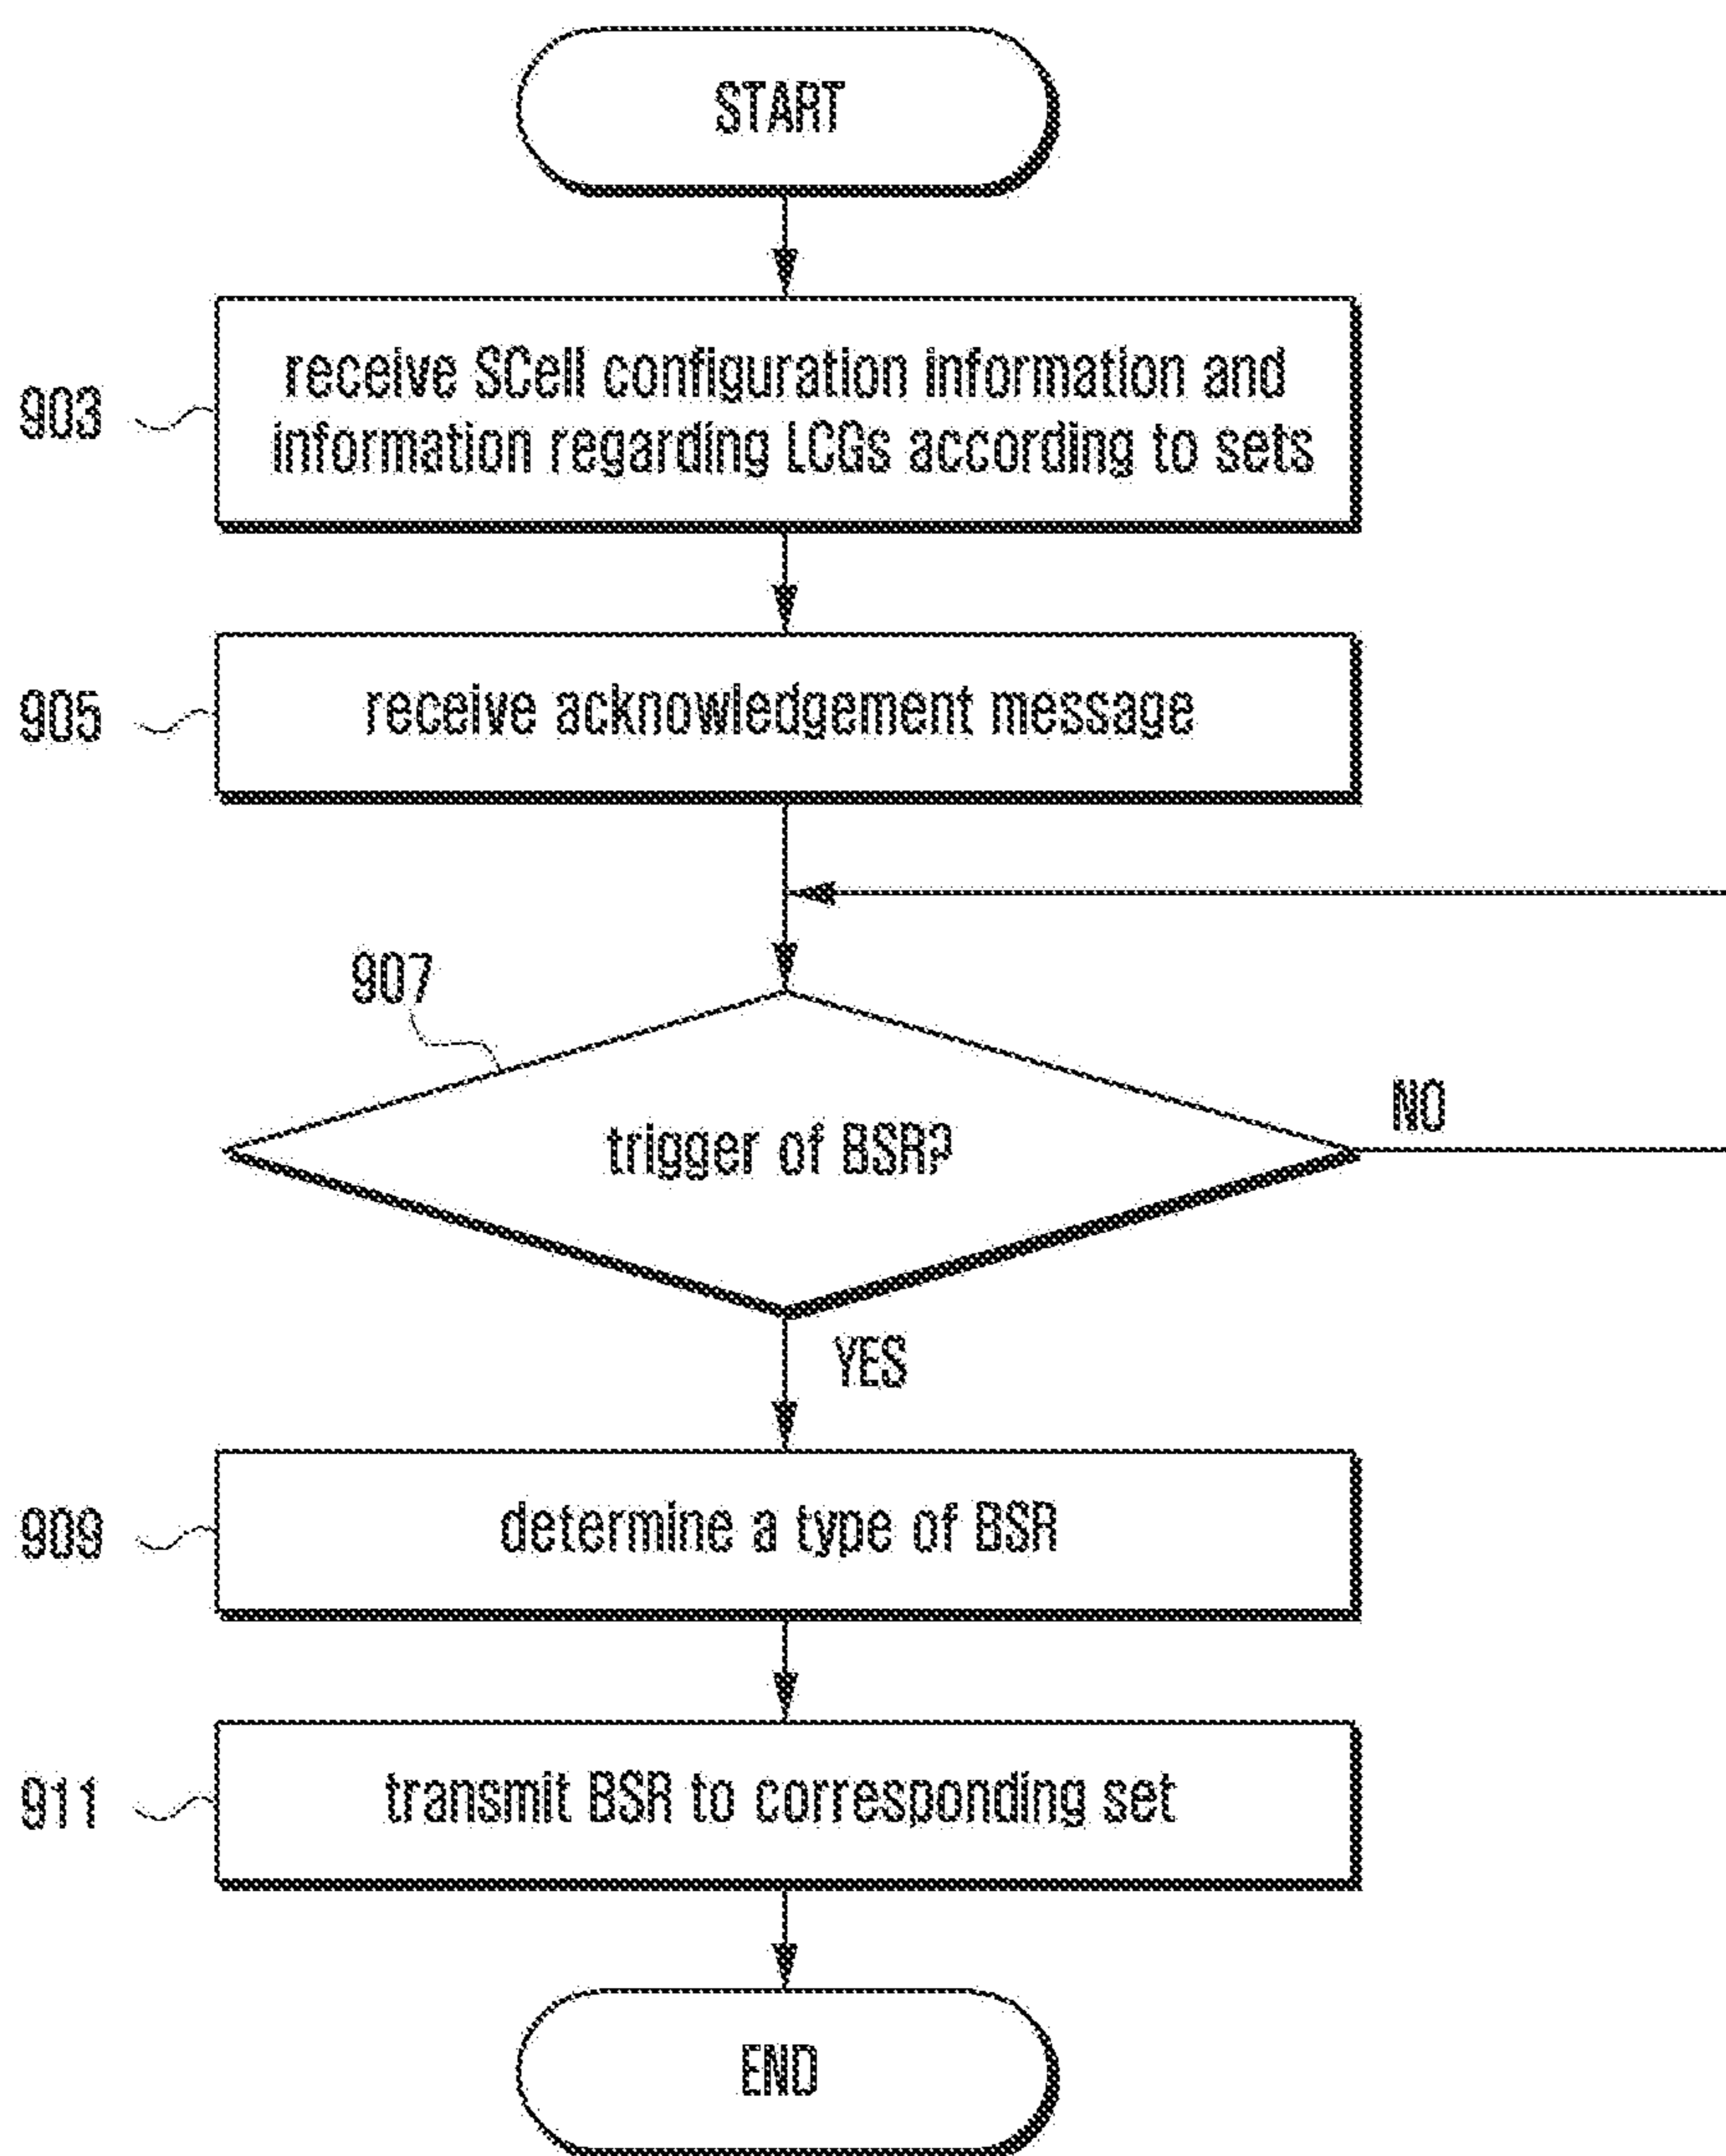 START
903
receive SCell configuration information and
information regarding LCGs according to sets
905
receive acknowledgement message
907
trigger of BSR?
NO
YES
909
determine a type of BSR
911
transmit BSR to corresponding set
END